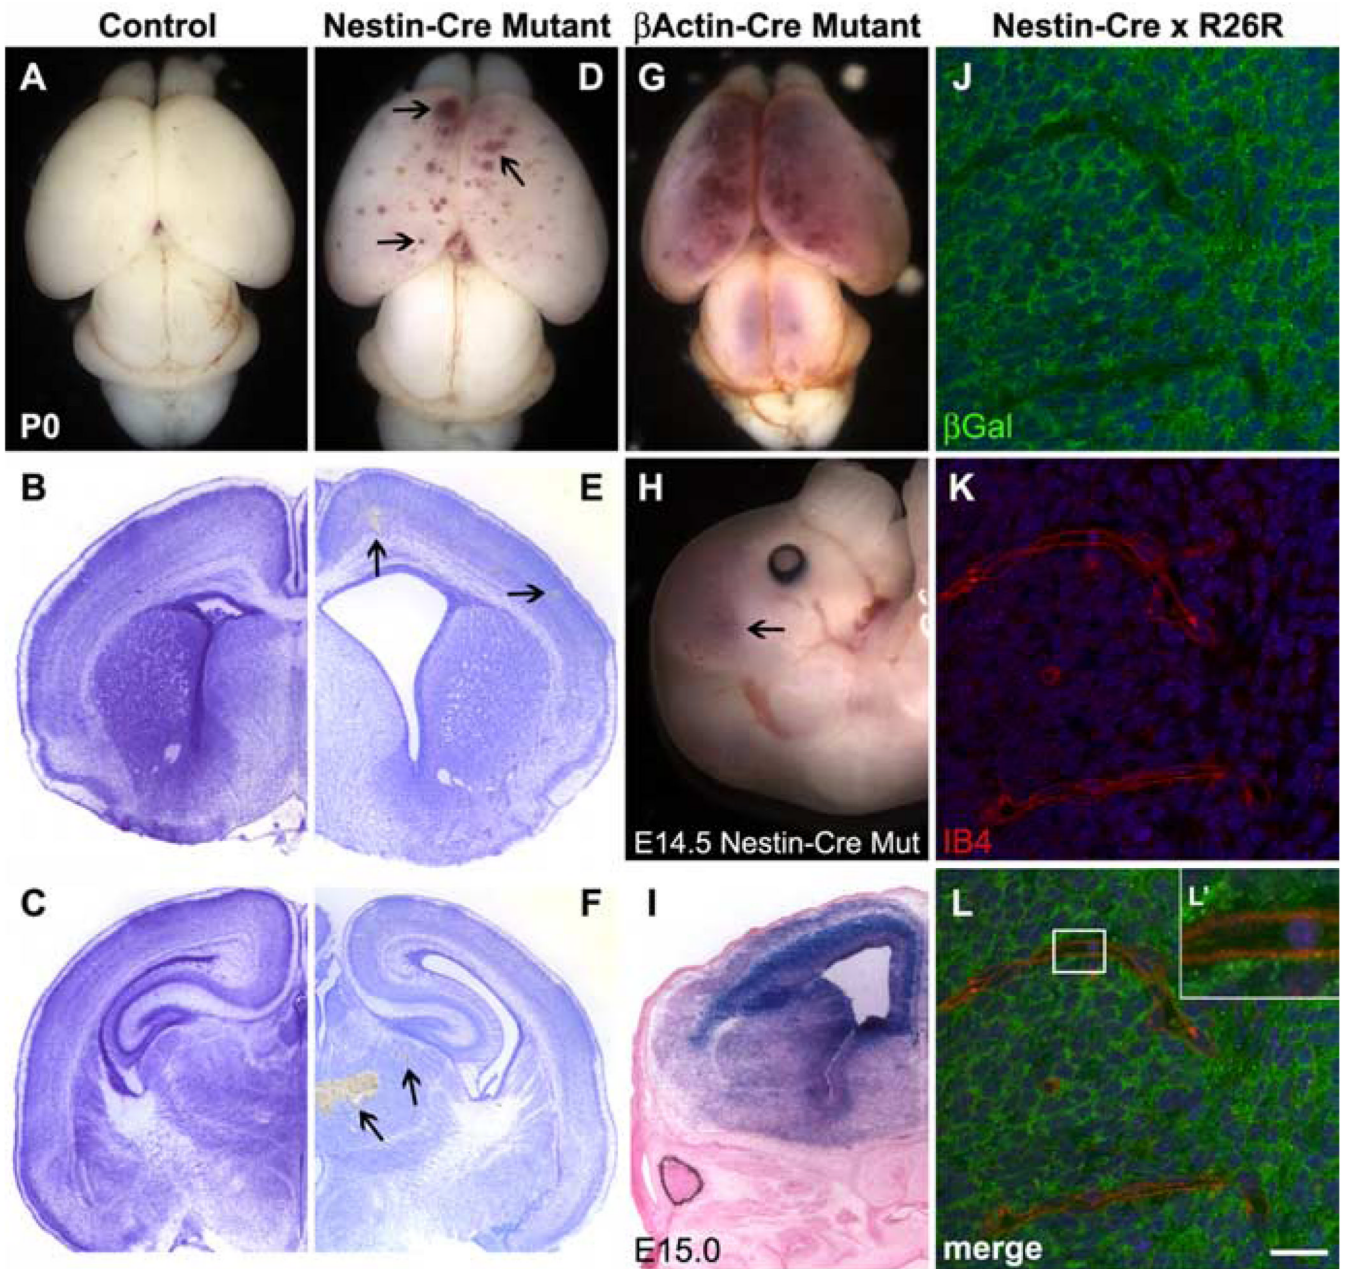 Control
Nestin-Cre Mutant
βActin-Cre Mutant
Nestin-Cre x R26R
A
D
G
J
P0
βGal
B
E
H
K
E14.5 Nestin-Cre Mut
IB4
C
F
I
L
L'
E15.0
merge